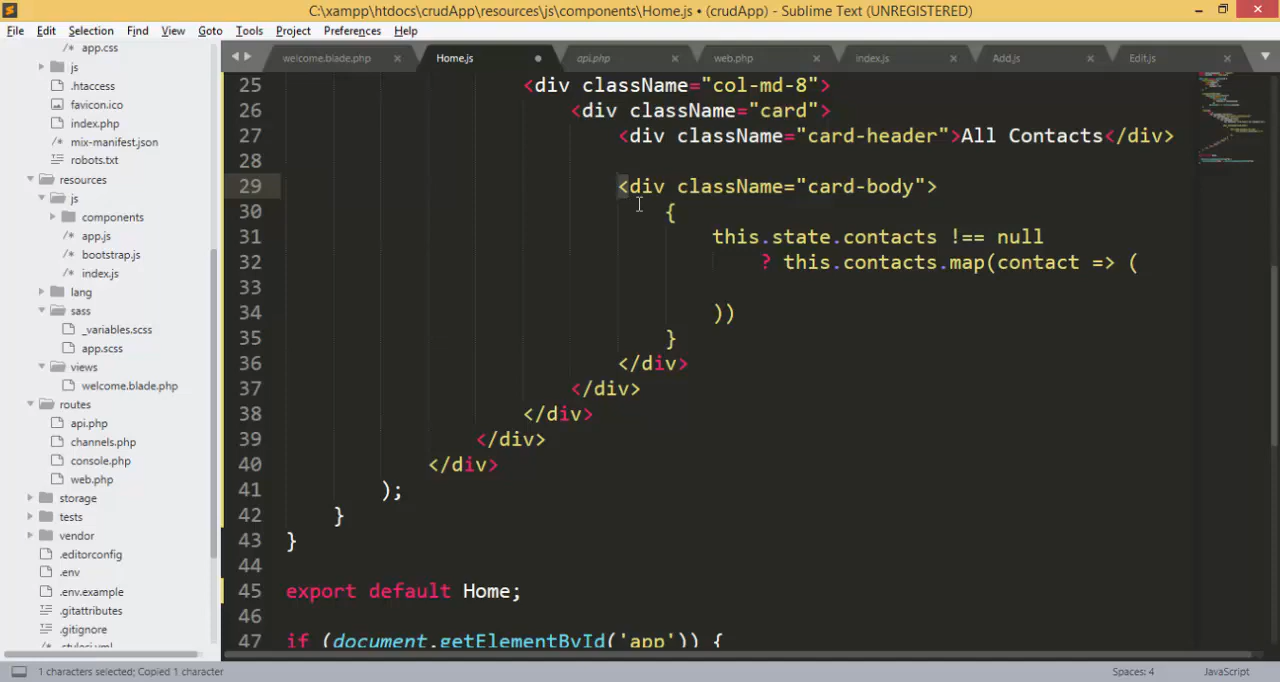 C:\xampp\htdocs\crudApp\resources\js\components\Home.js • (crudApp) - Sublime Text (UNREGISTERED)
File Edit Selection Find View Goto Tools Project Preferences Help
welcome.blade.php Home.js api.php web.php index.js Add.js Edit.js
app.css
js
.htaccess
favicon.ico
index.php
mix-manifest.json
robots.txt
resources
js
components
app.js
bootstrap.js
index.js
lang
sass
_variables.scss
app.scss
views
welcome.blade.php
routes
api.php
channels.php
console.php
web.php
storage
tests
vendor
.editorconfig
.env
.env.example
.gitattributes
.gitignore
25 <div className="col-md-8">
26 <div className="card">
27 <div className="card-header">All Contacts</div>
28
29 <div className="card-body">
30 {
31 this.state.contacts !== null
32 ? this.contacts.map(contact => (
33
34 ))
35 }
36 </div>
37 </div>
38 </div>
39 </div>
40 </div>
41 );
42 }
43 }
44
45 export default Home;
46
47 if (document.getElementById('app')) {
1 characters selected; Copied 1 character
Spaces: 4
JavaScript